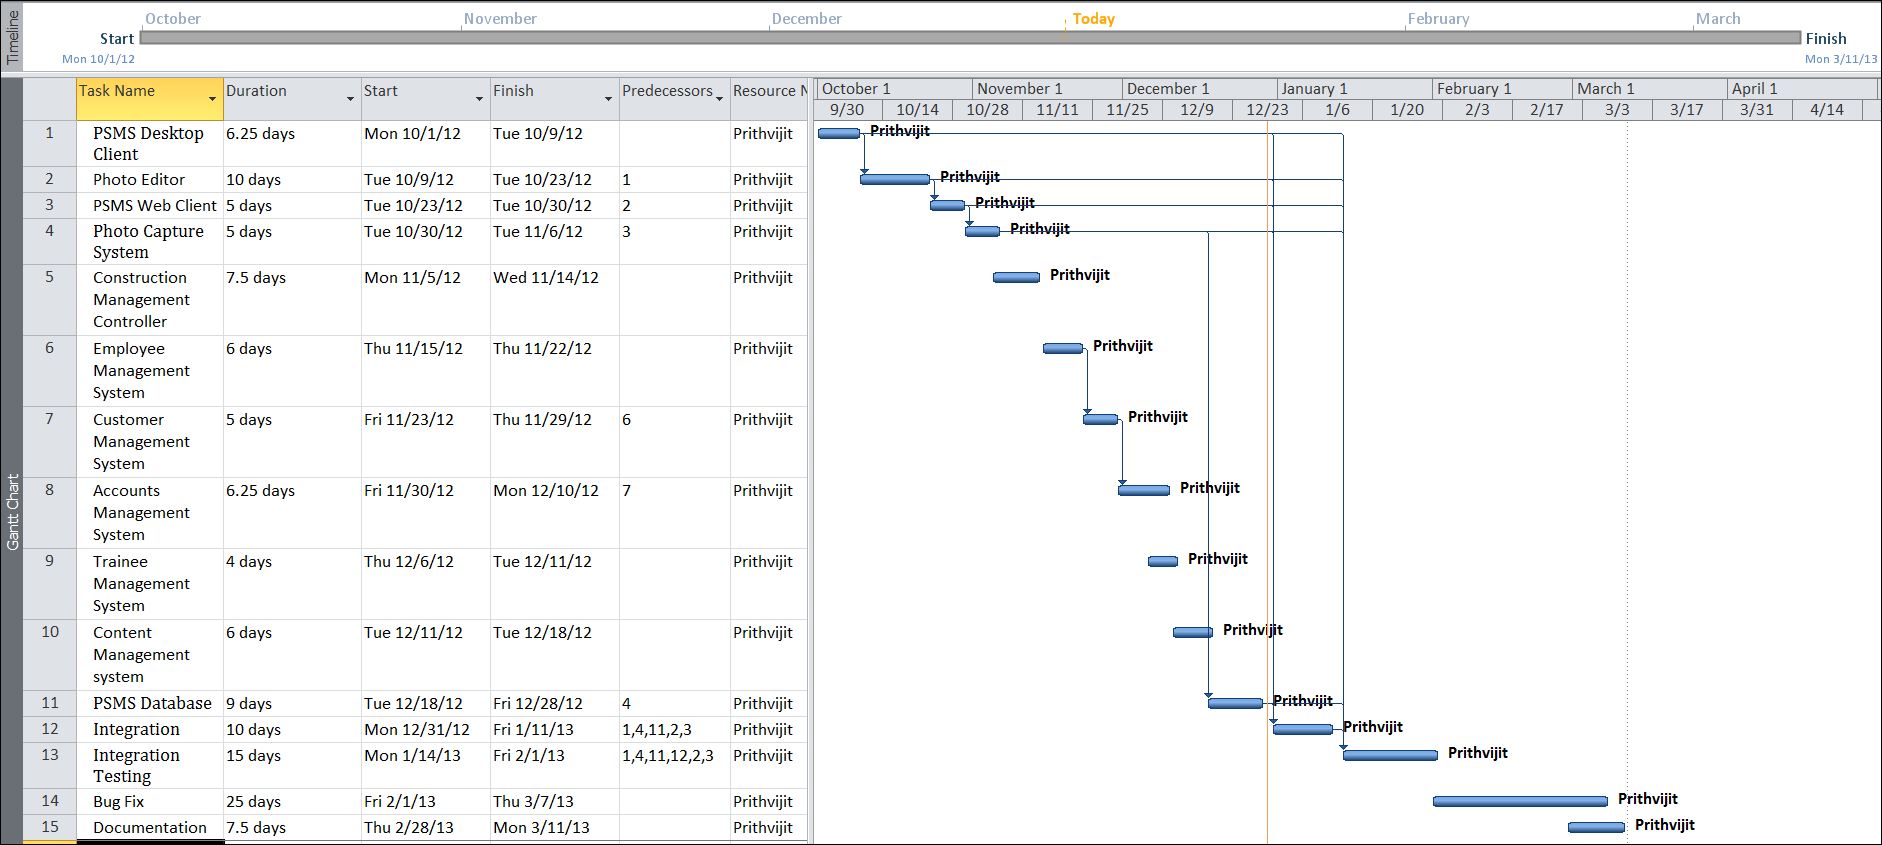 Timeline
October November December Today February March
Start Finish
Mon 10/1/12 Mon 3/11/13
Gantt Chart
Task Name Duration Start Finish Predecessors Resource N
October 1 November 1 December 1 January 1 February 1 March 1 April 1
9/30 10/14 10/28 11/11 11/25 12/9 12/23 1/6 1/20 2/3 2/17 3/3 3/17 3/31 4/14
1 PSMS Desktop 6.25 days Mon 10/1/12 Tue 10/9/12 Prithvijit Prithvijit
Client
2 Photo Editor 10 days Tue 10/9/12 Tue 10/23/12 1 Prithvijit Prithvijit
3 PSMS Web Client 5 days Tue 10/23/12 Tue 10/30/12 2 Prithvijit Prithvijit
4 Photo Capture 5 days Tue 10/30/12 Tue 11/6/12 3 Prithvijit Prithvijit
System
5 Construction 7.5 days Mon 11/5/12 Wed 11/14/12 Prithvijit Prithvijit
Management
Controller
6 Employee 6 days Thu 11/15/12 Thu 11/22/12 Prithvijit Prithvijit
Management
System
7 Customer 5 days Fri 11/23/12 Thu 11/29/12 6 Prithvijit Prithvijit
Management
System
8 Accounts 6.25 days Fri 11/30/12 Mon 12/10/12 7 Prithvijit Prithvijit
Management
System
9 Trainee 4 days Thu 12/6/12 Tue 12/11/12 Prithvijit Prithvijit
Management
System
10 Content 6 days Tue 12/11/12 Tue 12/18/12 Prithvijit Prithvijit
Management
system
11 PSMS Database 9 days Tue 12/18/12 Fri 12/28/12 4 Prithvijit Prithvijit
12 Integration 10 days Mon 12/31/12 Fri 1/11/13 1,4,11,2,3 Prithvijit Prithvijit
13 Integration 15 days Mon 1/14/13 Fri 2/1/13 1,4,11,12,2,3 Prithvijit Prithvijit
Testing
14 Bug Fix 25 days Fri 2/1/13 Thu 3/7/13 Prithvijit Prithvijit
15 Documentation 7.5 days Thu 2/28/13 Mon 3/11/13 Prithvijit Prithvijit